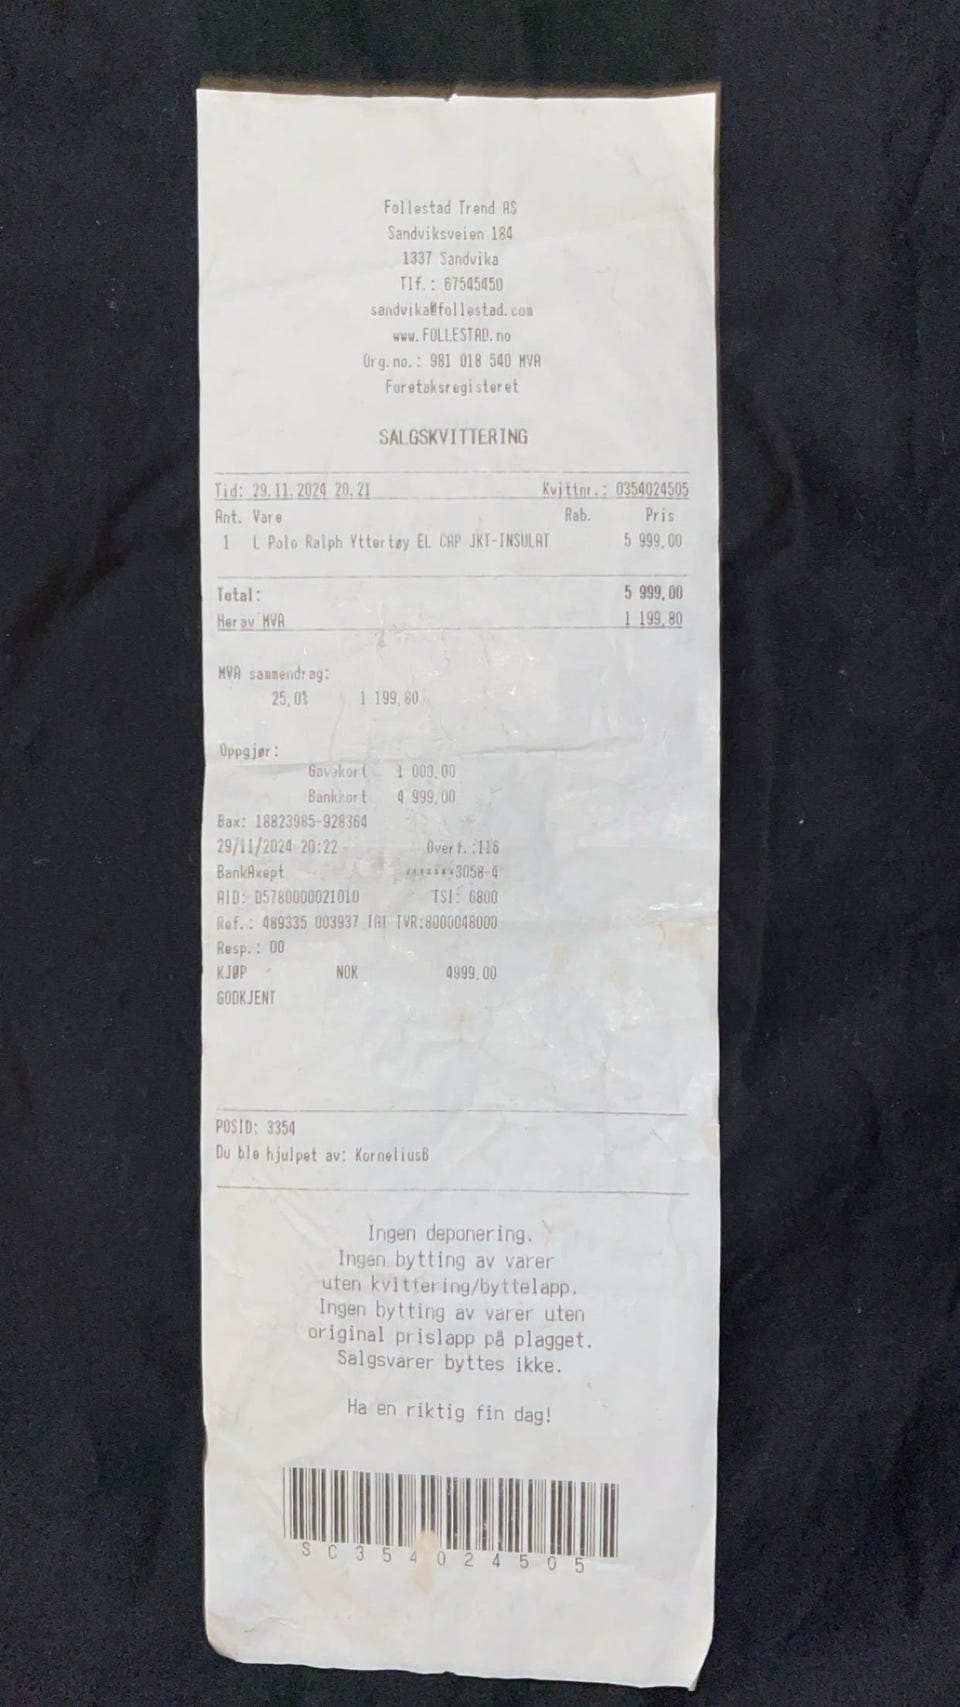 Follestad Trend AS
Sandviksveien 184
1337 Sandvika
Tlf.: 67545450
sandvika@follestad.com
www.FOLLESTAD.no
Org.no.: 981 018 540 MVA
Foretaksregisteret
SALGSKVITTERING
Tid: 29.11.2024 20.21 Kvittnr.: 0354024505
Ant. Vare Rab. Pris
1 L Polo Ralph Yttertøy EL CAP JKT-INSULAT 5 999,00
Total: 5 999,00
Herav MVA 1 199,80
MVA sammendrag:
25,0% 1 199,80
Oppgjør:
Gavekort 1 000,00
Bankkort 4 999,00
Bax: 18823985-928364
29/11/2024 20:22 Overf.:116
BankAxept *******3058-4
AID: D5780000021010 TSI: 6800
Ref.: 489335 003937 IA1 TVR:8000048000
Resp.: 00
KJØP NOK 4999.00
GODKJENT
POSID: 3354
Du ble hjulpet av: KorneliusB
Ingen deponering.
Ingen bytting av varer
uten kvittering/byttelapp.
Ingen bytting av varer uten
original prislapp på plagget.
Salgsvarer byttes ikke.
Ha en riktig fin dag!
SC354024505